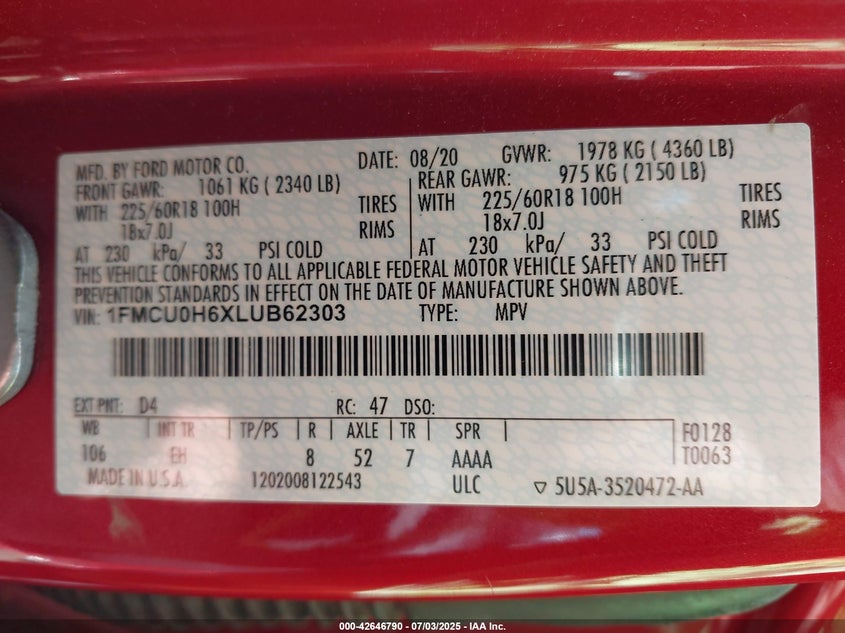 MFD. BY FORD MOTOR CO. DATE: 08/20 GVWR: 1978 KG ( 4360 LB)
FRONT GAWR: 1061 KG ( 2340 LB) REAR GAWR: 975 KG ( 2150 LB)
WITH 225/60R18 100H TIRES WITH 225/60R18 100H TIRES
18x7.0J RIMS 18x7.0J RIMS
AT 230 kPa/ 33 PSI COLD AT 230 kPa/ 33 PSI COLD
THIS VEHICLE CONFORMS TO ALL APPLICABLE FEDERAL MOTOR VEHICLE SAFETY AND THEFT
PREVENTION STANDARDS IN EFFECT ON THE DATE OF MANUFACTURE SHOWN ABOVE.
VIN: 1FMCU0H6XLUB62303 TYPE: MPV
EXT PNT: D4 RC: 47 DSO:
WB INT TR TP/PS R AXLE TR SPR F0128
106 EH 8 52 7 AAAA T0063
MADE IN U.S.A. 1202008122543 ULC ▽ 5U5A-3520472-AA
000-42646790 - 07/03/2025 - IAA Inc.